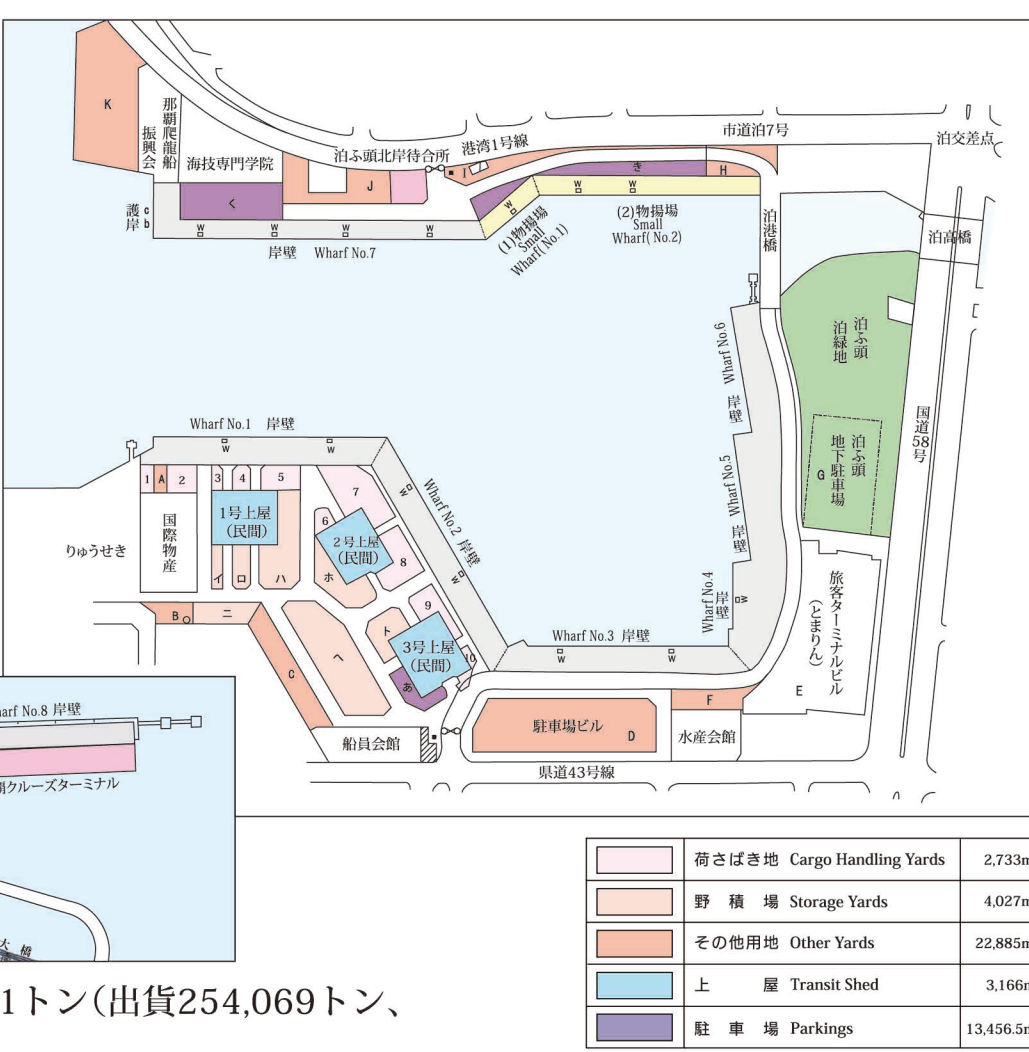 K
那覇爬龍船
振興会
海技専門学院
泊ふ頭北岸待合所
港湾1号線
市道泊7号
泊交差点
J
I
き
H
く
護岸
c
b
W
W
W
W
W
W
W
岸壁 Wharf No.7
(1)物揚場
Small
Wharf(No.1)
(2)物揚場
Small
Wharf(No.2)
泊港橋
泊高橋
泊ふ頭
泊緑地
国道58号
泊ふ頭
地下駐車場
G
Wharf No.6 岸壁
Wharf No.5 岸壁
Wharf No.4 岸壁
W
Wharf No.1 岸壁
W
W
1
A
2
3
4
5
7
W
Wharf No.2 岸壁
W
りゅうせき
国際物産
1号上屋
(民間)
6
2号上屋
(民間)
8
イ
ロ
ハ
ホ
9
B
ニ
ト
3号上屋
(民間)
10
ヘ
あ
C
Wharf No.3 岸壁
W
W
旅客ターミナルビル
(とまりん)
E
F
駐車場ビル
D
水産会館
船員会館
県道43号線
arf No.8 岸壁
クルーズターミナル
大橋
荷さばき地 Cargo Handling Yards 2,733m
野積場 Storage Yards 4,027m
その他用地 Other Yards 22,885m
上屋 Transit Shed 3,166m
駐車場 Parkings 13,456.5m
1トン(出貨254,069トン、